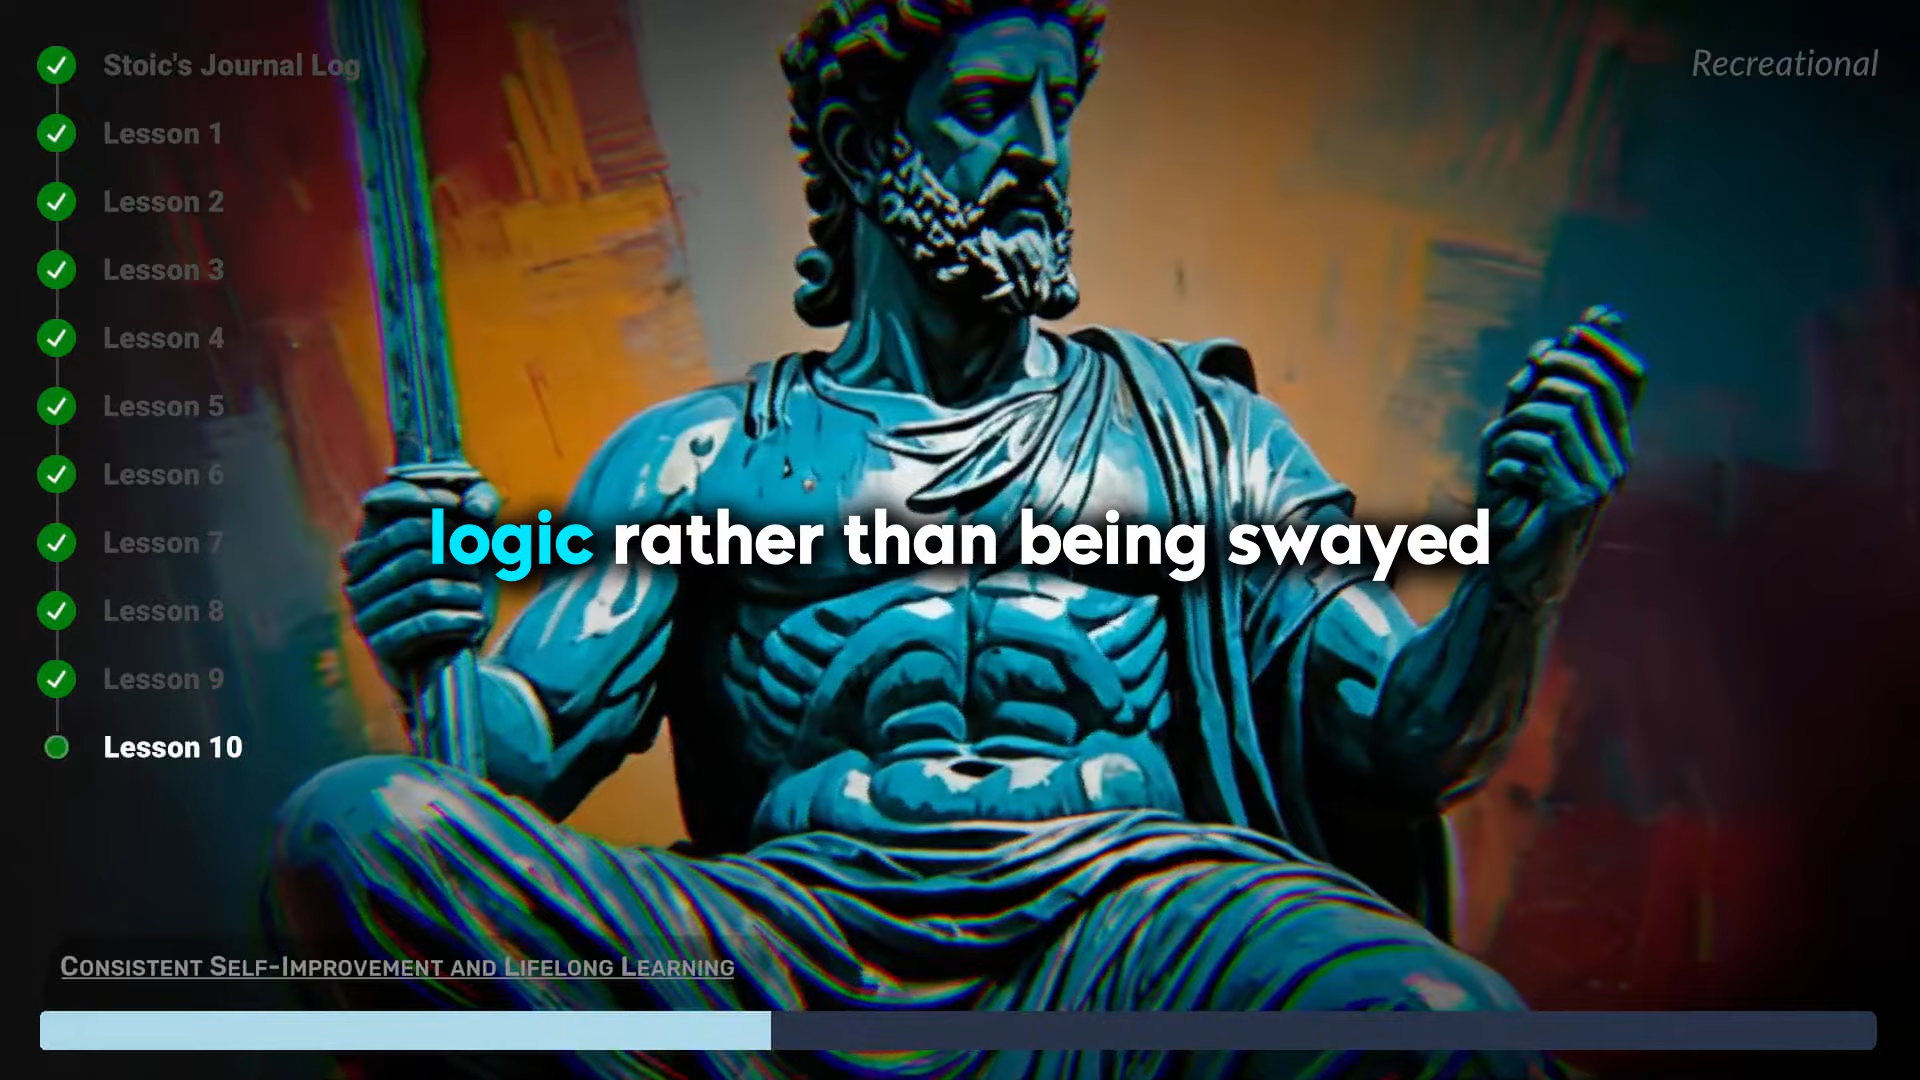 Stoic's Journal Log
Recreational
Lesson 1
Lesson 2
Lesson 3
Lesson 4
Lesson 5
Lesson 6
Lesson 7
logic rather than being swayed
Lesson 8
Lesson 9
Lesson 10
Consistent Self-Improvement and Lifelong Learning